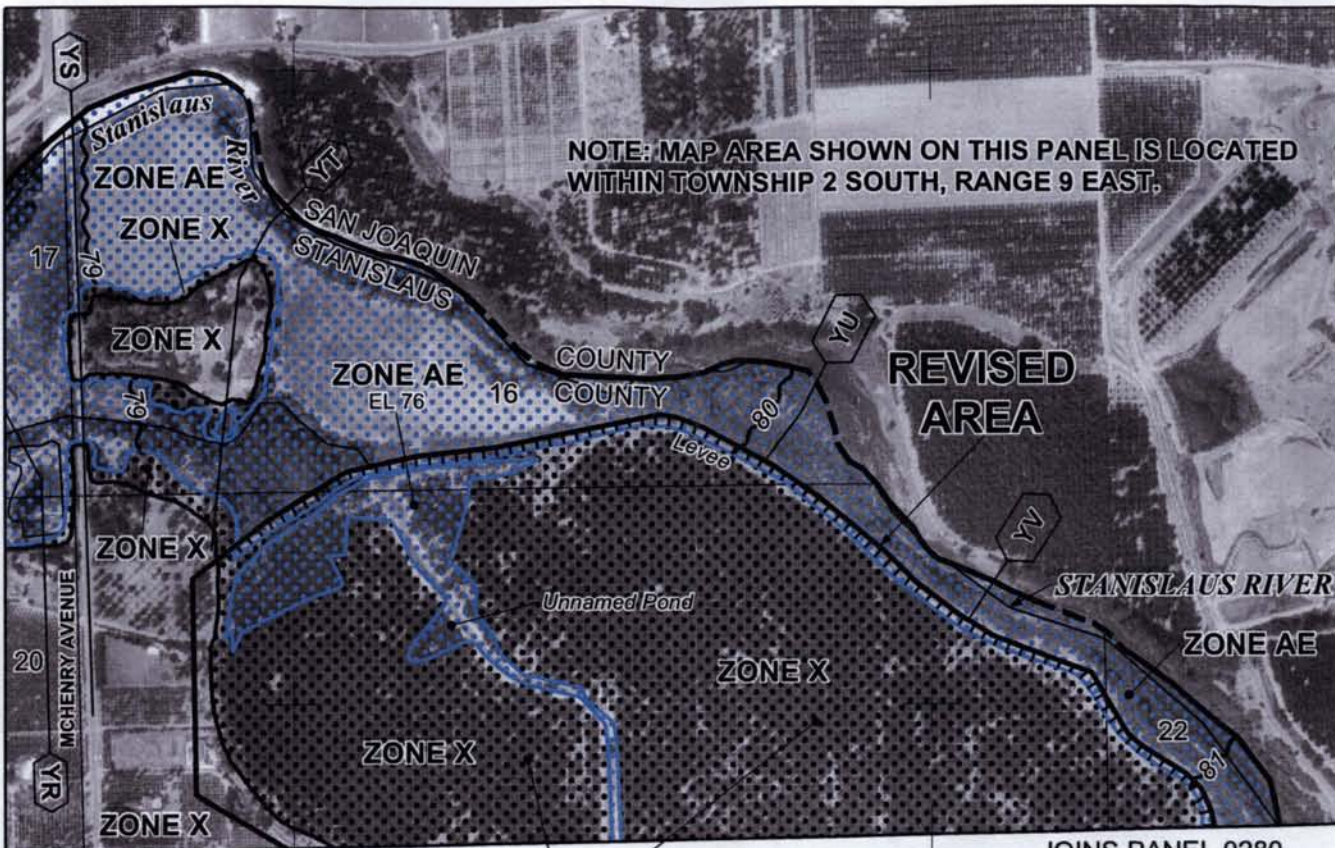 YS
Stanislaus
River
ZONE AE
ZONE X
17
79
ZONE X
YT
SAN JOAQUIN
STANISLAUS
NOTE: MAP AREA SHOWN ON THIS PANEL IS LOCATED
WITHIN TOWNSHIP 2 SOUTH, RANGE 9 EAST.
ZONE AE
EL 76
16
COUNTY
COUNTY
YU
80
REVISED
AREA
79
Levee
YV
ZONE X
Unnamed Pond
STANISLAUS RIVER
ZONE AE
20
MCHENRY AVENUE
ZONE X
ZONE X
22
81
YR
ZONE X
JOINS PANEL 0280